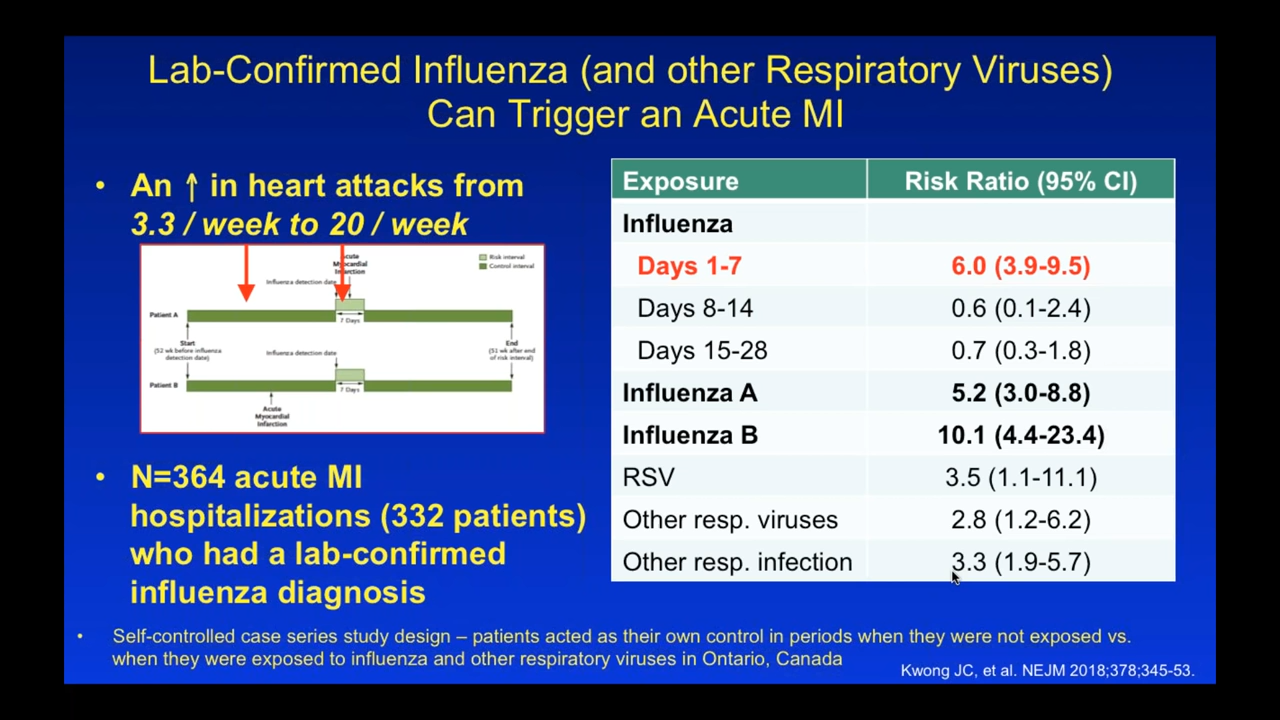 Lab-Confirmed Influenza (and other Respiratory Viruses)
Can Trigger an Acute MI
• An ↑ in heart attacks from
3.3 / week to 20 / week
Acute
Myocardial
Infarction
Risk interval
Control interval
Influenza detection date
Patient A
7 Days
Start
(52 wk before influenza
detection date)
Influenza detection date
End
(51 wk after end
of risk interval)
Patient B
7 Days
Acute
Myocardial
Infarction
• N=364 acute MI
hospitalizations (332 patients)
who had a lab-confirmed
influenza diagnosis
Exposure Risk Ratio (95% CI)
Influenza
Days 1-7 6.0 (3.9-9.5)
Days 8-14 0.6 (0.1-2.4)
Days 15-28 0.7 (0.3-1.8)
Influenza A 5.2 (3.0-8.8)
Influenza B 10.1 (4.4-23.4)
RSV 3.5 (1.1-11.1)
Other resp. viruses 2.8 (1.2-6.2)
Other resp. infection 3.3 (1.9-5.7)
• Self-controlled case series study design – patients acted as their own control in periods when they were not exposed vs.
when they were exposed to influenza and other respiratory viruses in Ontario, Canada
Kwong JC, et al. NEJM 2018;378;345-53.